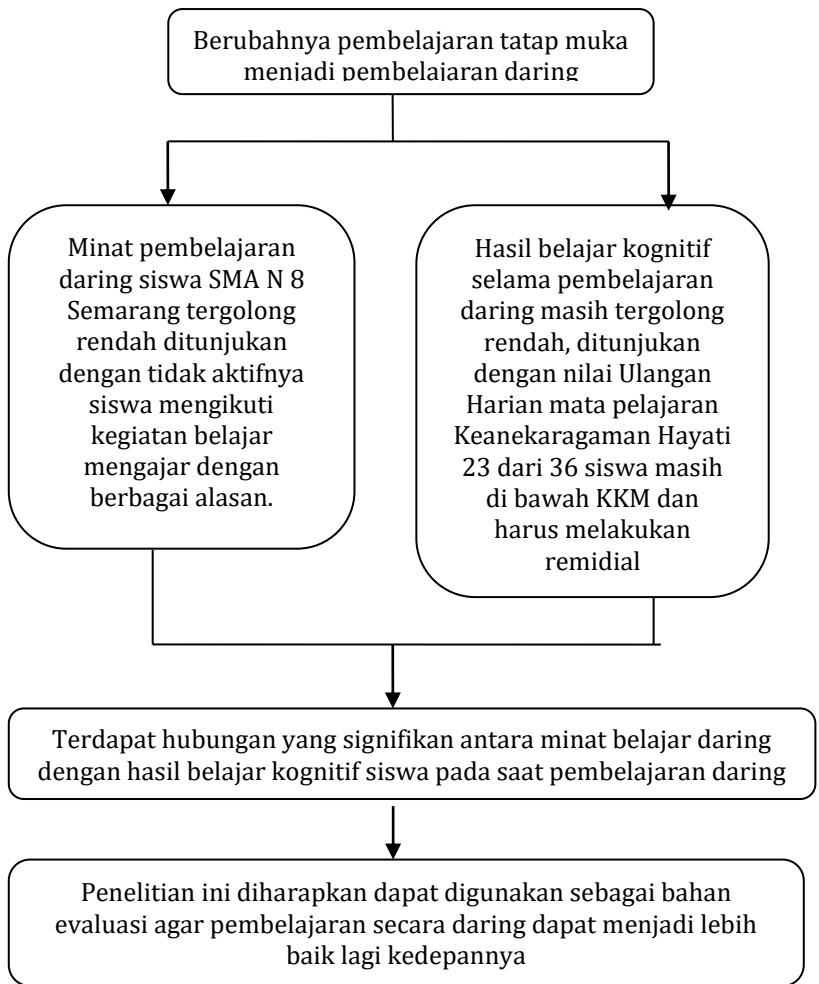 Berubahnya pembelajaran tatap muka
menjadi pembelajaran daring
Minat pembelajaran
daring siswa SMA N 8
Semarang tergolong
rendah ditunjukan
dengan tidak aktifnya
siswa mengikuti
kegiatan belajar
mengajar dengan
berbagai alasan.
Hasil belajar kognitif
selama pembelajaran
daring masih tergolong
rendah, ditunjukan
dengan nilai Ulangan
Harian mata pelajaran
Keanekaragaman Hayati
23 dari 36 siswa masih
di bawah KKM dan
harus melakukan
remidial
Terdapat hubungan yang signifikan antara minat belajar daring
dengan hasil belajar kognitif siswa pada saat pembelajaran daring
Penelitian ini diharapkan dapat digunakan sebagai bahan
evaluasi agar pembelajaran secara daring dapat menjadi lebih
baik lagi kedepannya